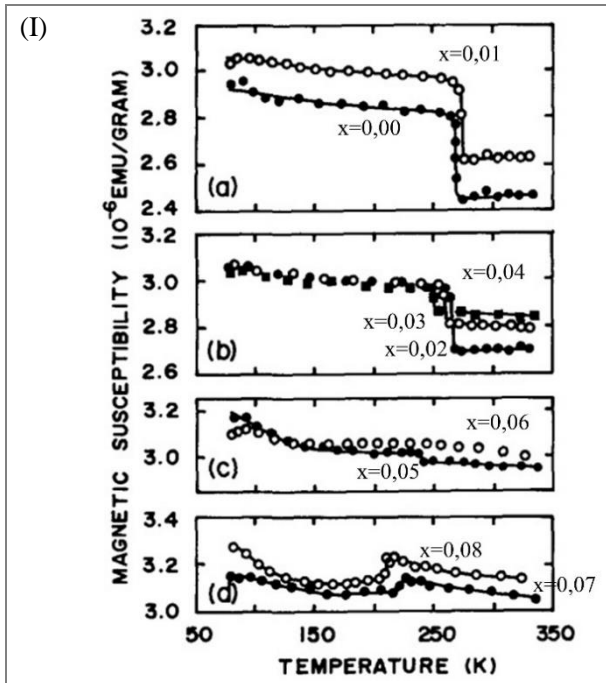 (I)
MAGNETIC SUSCEPTIBILITY (10⁻⁶EMU/GRAM)
3.2
3.0
2.8
2.6
2.4
x=0,01
x=0,00
(a)
3.2
3.0
2.8
2.6
x=0,04
x=0,03
x=0,02
(b)
3.2
3.0
x=0,06
x=0,05
(c)
3.4
3.2
3.0
x=0,08
x=0,07
(d)
50 150 250 350
TEMPERATURE (K)